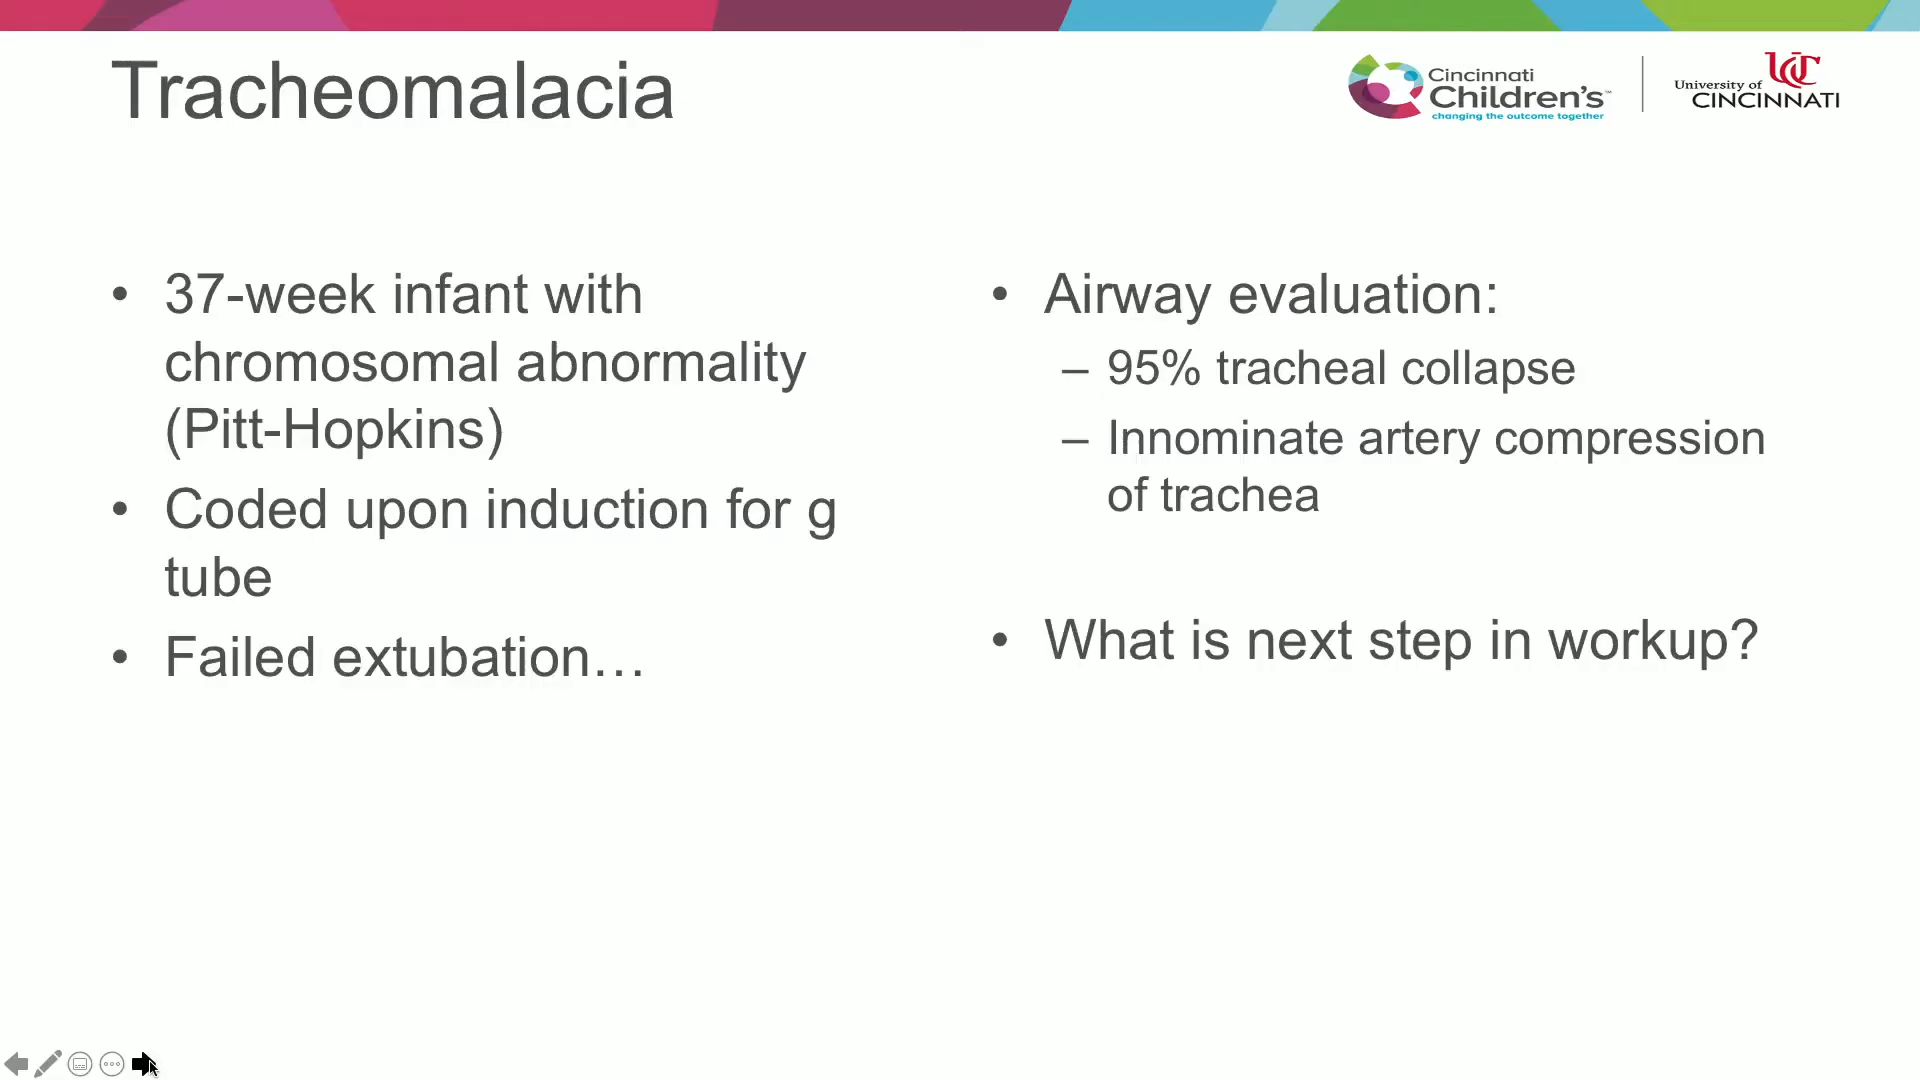 Tracheomalacia
Cincinnati
Children's™
changing the outcome together
University of
CINCINNATI
• 37-week infant with
chromosomal abnormality
(Pitt-Hopkins)
• Coded upon induction for g
tube
• Failed extubation…
• Airway evaluation:
– 95% tracheal collapse
– Innominate artery compression
of trachea
• What is next step in workup?